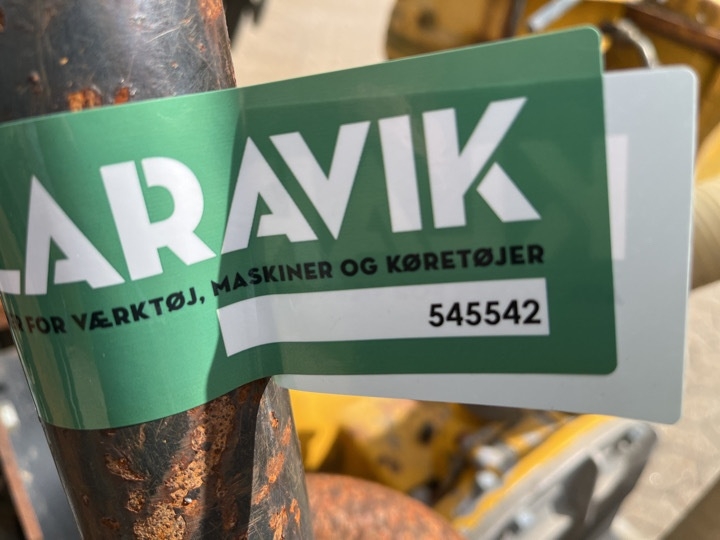 LARAVIK
FOR VÆRKTØJ, MASKINER OG KØRETØJER
545542